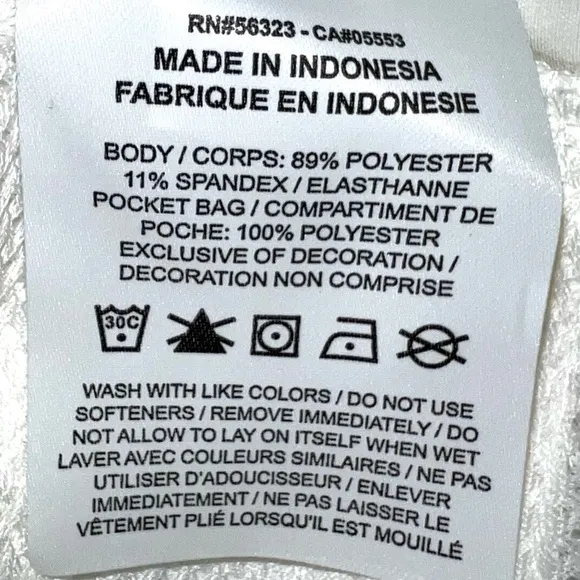 RN#56323 - CA#05553
MADE IN INDONESIA
FABRIQUE EN INDONESIE
BODY / CORPS: 89% POLYESTER
11% SPANDEX / ELASTHANNE
POCKET BAG / COMPARTIMENT DE
POCHE: 100% POLYESTER
EXCLUSIVE OF DECORATION /
DECORATION NON COMPRISE
30C
WASH WITH LIKE COLORS / DO NOT USE
SOFTENERS / REMOVE IMMEDIATELY / DO
NOT ALLOW TO LAY ON ITSELF WHEN WET
LAVER AVEC COULEURS SIMILAIRES / NE PAS
UTILISER D'ADOUCISSEUR / ENLEVER
IMMEDIATEMENT / NE PAS LAISSER LE
VÊTEMENT PLIÉ LORSQU'IL EST MOUILLÉ